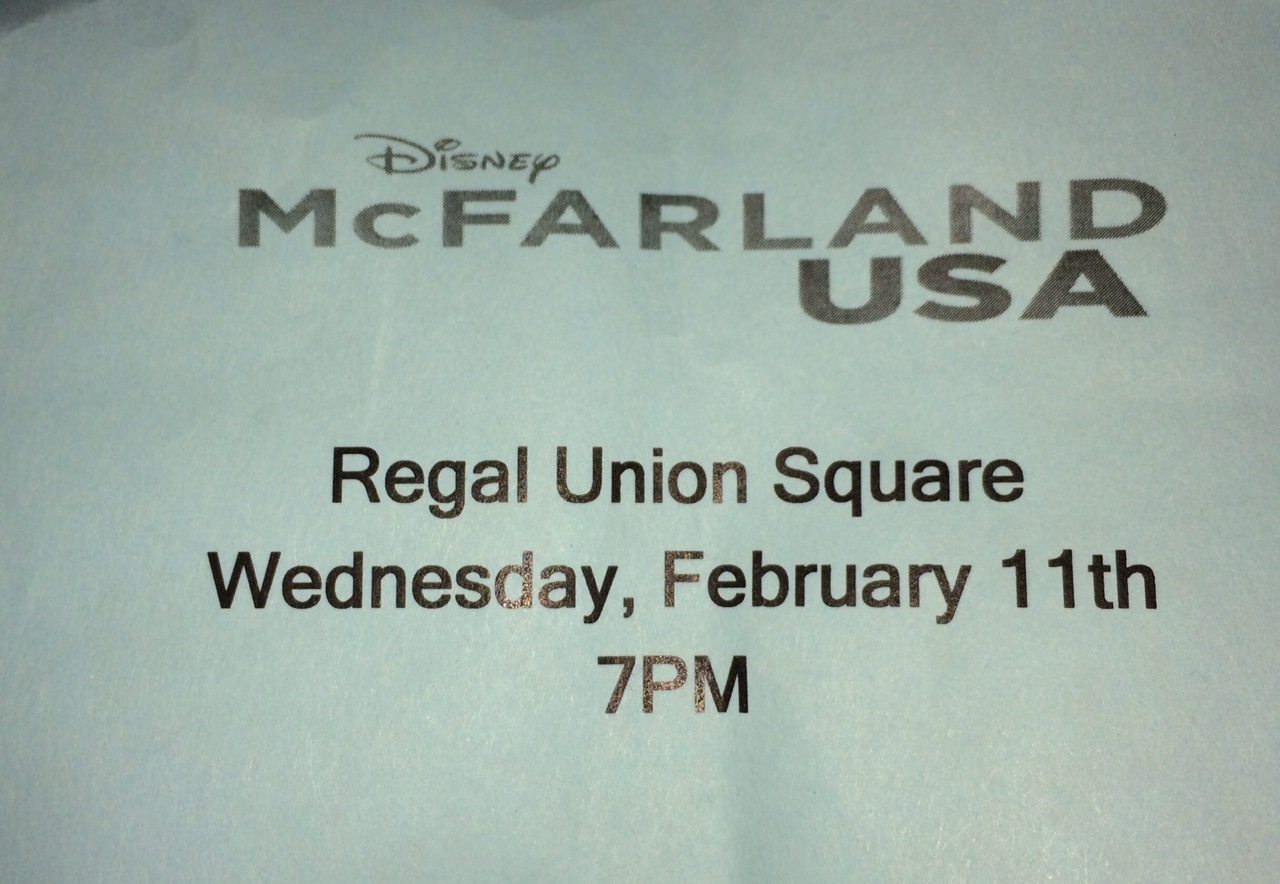 Disney
McFARLAND
USA
Regal Union Square
Wednesday, February 11th
7PM